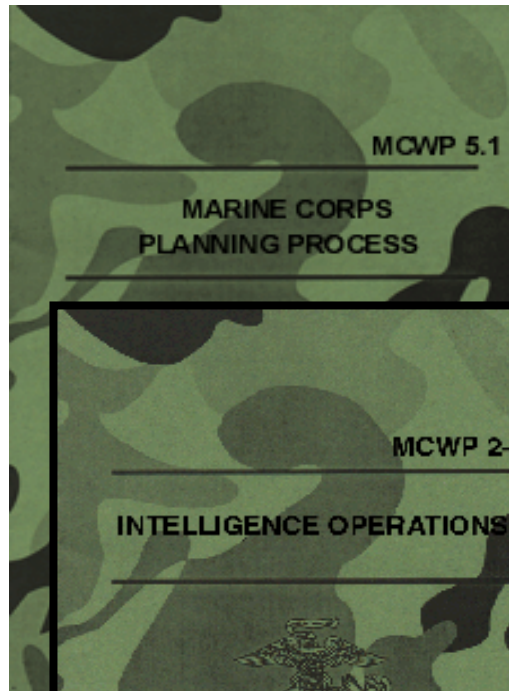 MCWP 5.1
MARINE CORPS
PLANNING PROCESS
MCWP 2-
INTELLIGENCE OPERATIONS